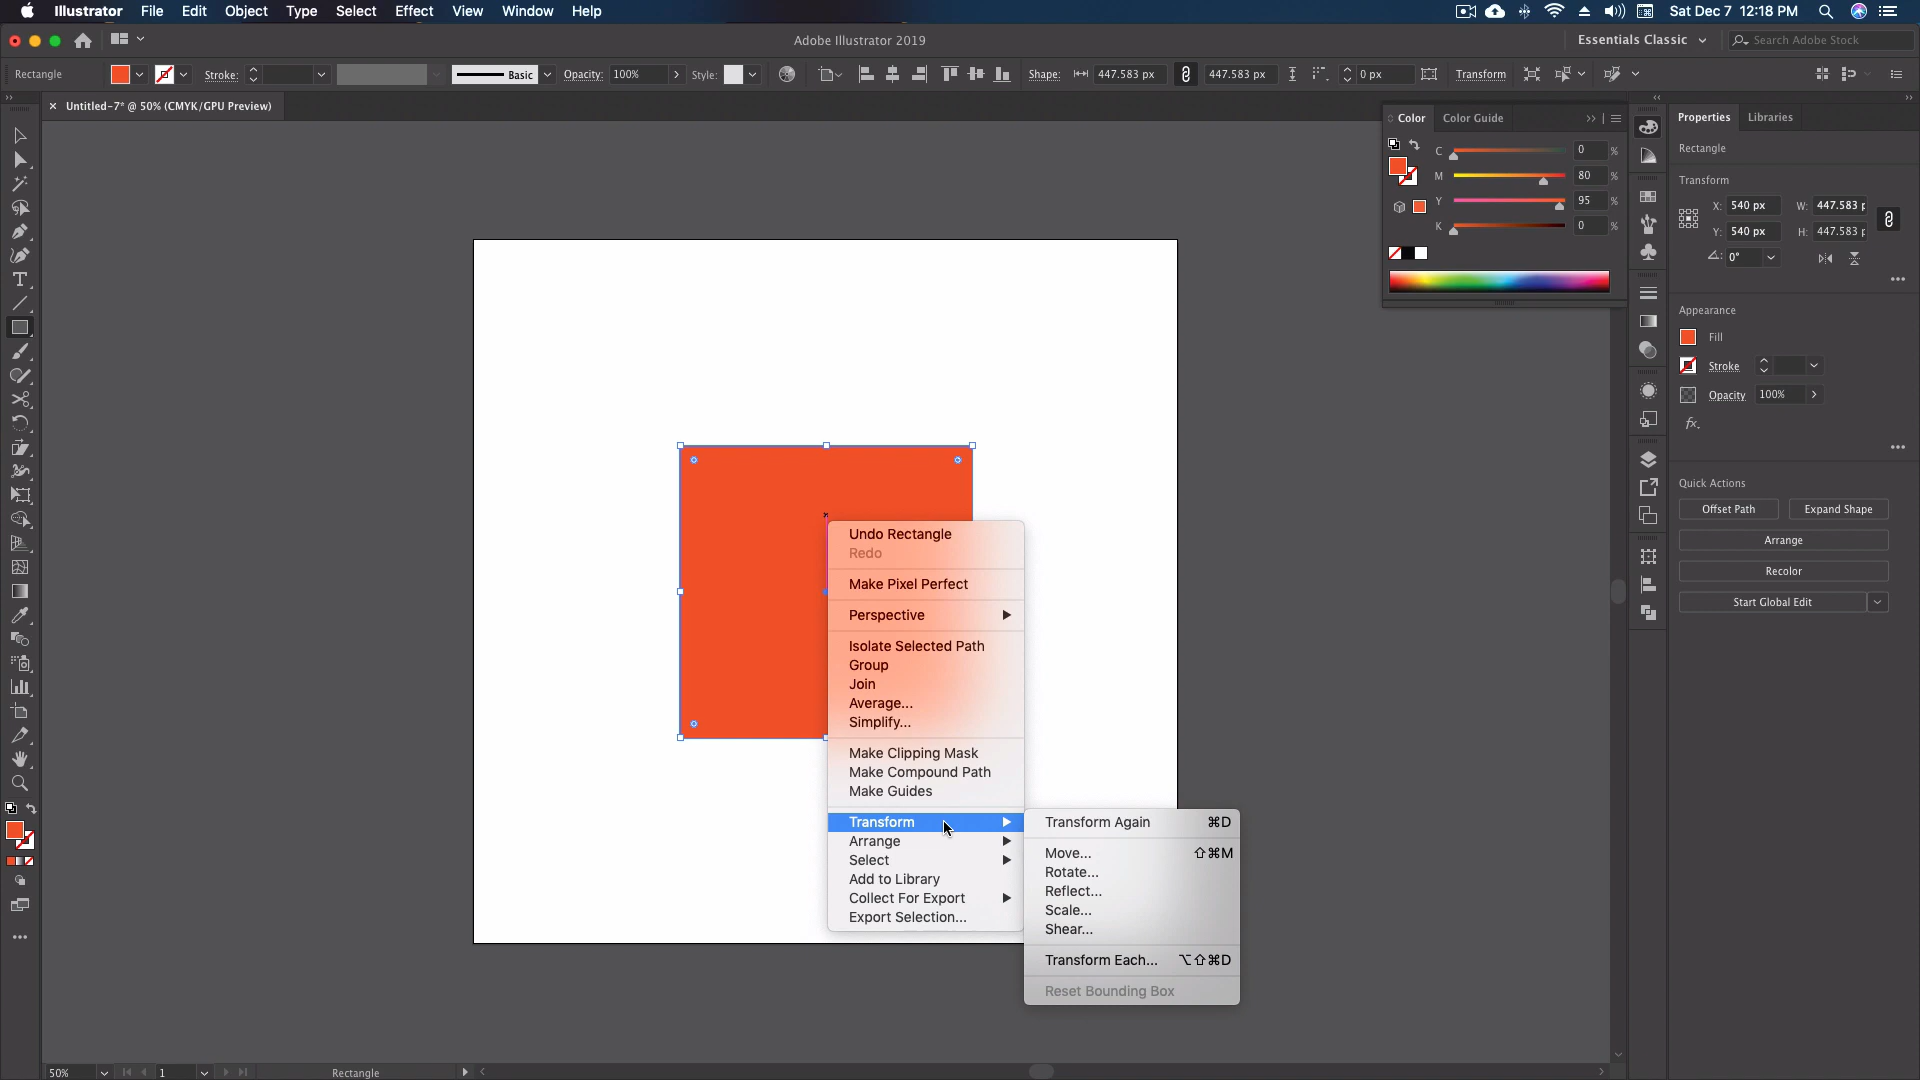 Illustrator File Edit Object Type Select Effect View Window Help
Sat Dec 7 12:18 PM
Adobe Illustrator 2019
Essentials Classic
Search Adobe Stock
Rectangle
Stroke:
Basic
Opacity: 100%
Style:
Shape: 447.583 px 447.583 px
0 px
Transform
× Untitled-7* @ 50% (CMYK/GPU Preview)
Color Color Guide
C 0 %
M 80 %
Y 95 %
K 0 %
Properties Libraries
Rectangle
Transform
X: 540 px W: 447.583 p
Y: 540 px H: 447.583 p
0°
Appearance
Fill
Stroke
Opacity 100%
fx.
Quick Actions
Offset Path Expand Shape
Arrange
Recolor
Start Global Edit
Undo Rectangle
Redo
Make Pixel Perfect
Perspective
Isolate Selected Path
Group
Join
Average...
Simplify...
Make Clipping Mask
Make Compound Path
Make Guides
Transform
Arrange
Select
Add to Library
Collect For Export
Export Selection...
Transform Again ⌘D
Move... ⇧⌘M
Rotate...
Reflect...
Scale...
Shear...
Transform Each... ⌥⇧⌘D
Reset Bounding Box
50% 1 Rectangle